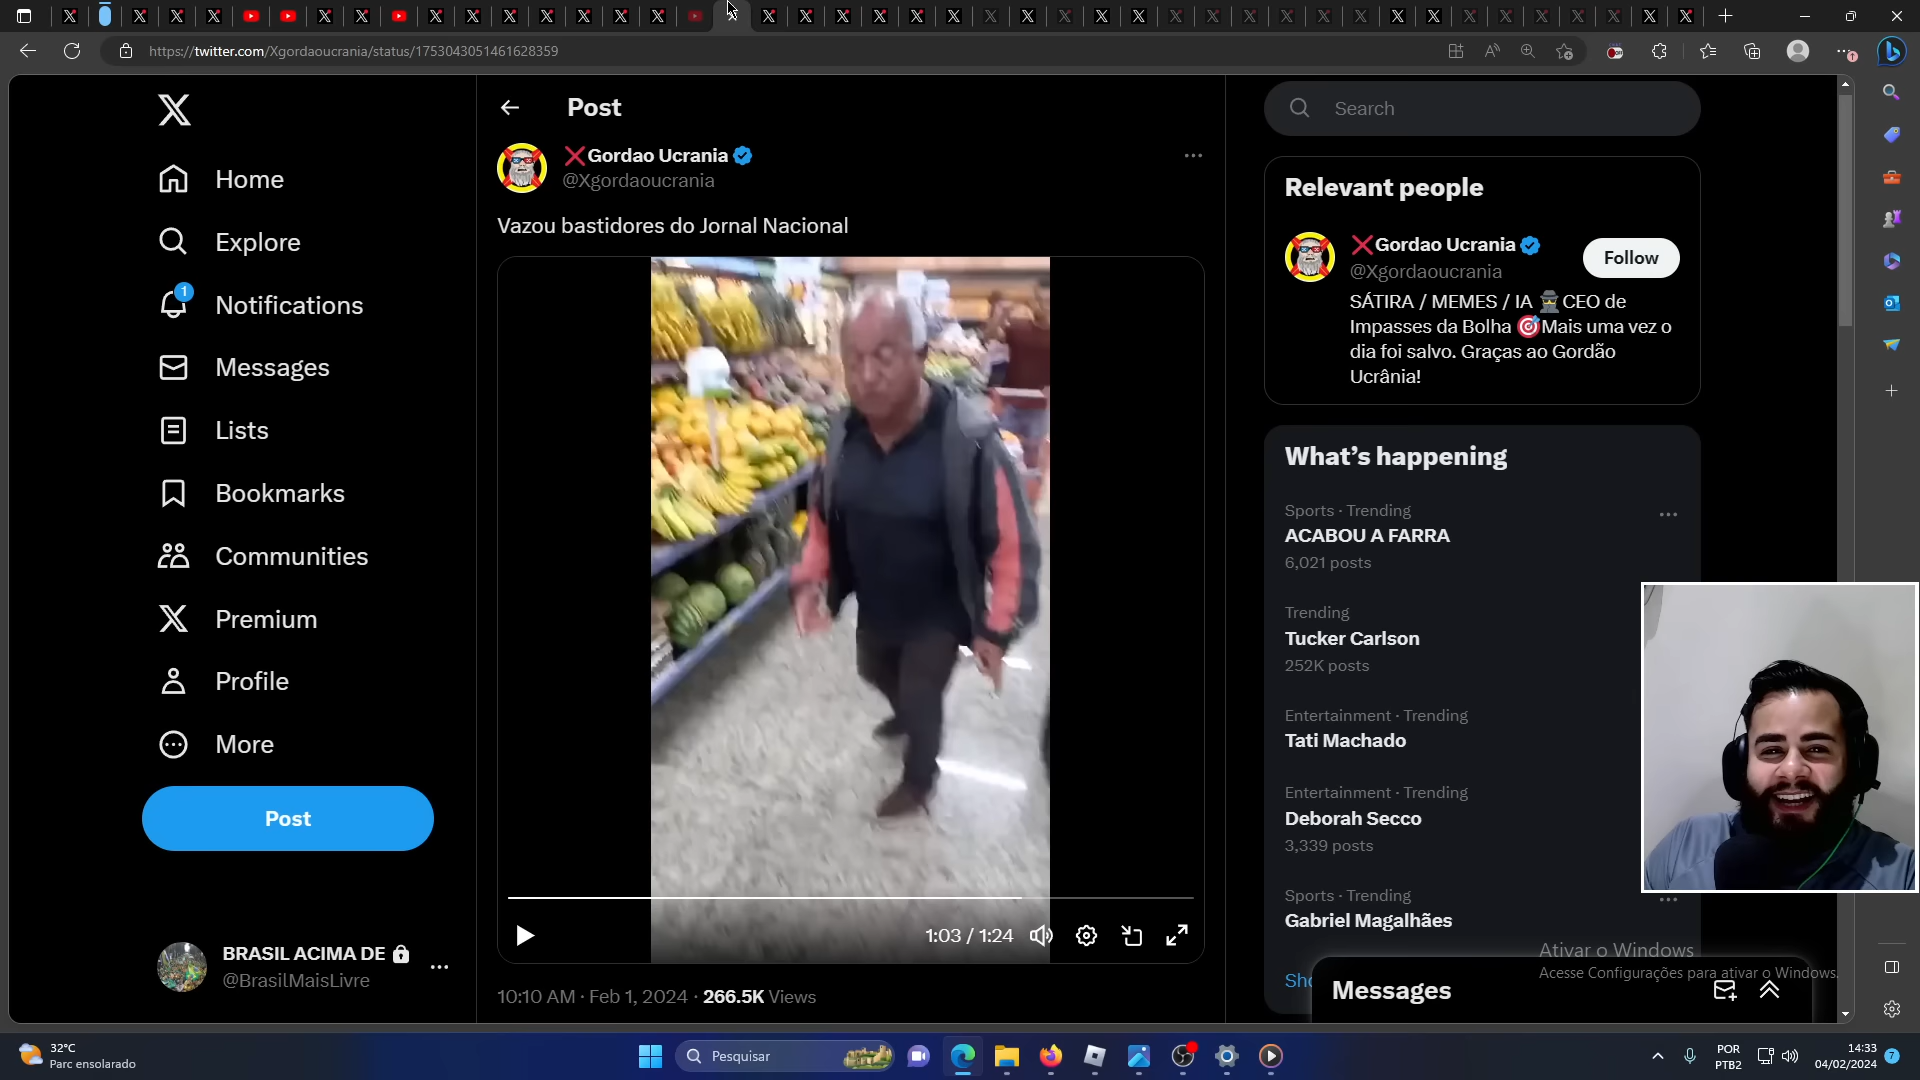 https://twitter.com/Xgordaoucrania/status/1753043051461628359
Home
Explore
1
Notifications
Messages
Lists
Bookmarks
Communities
Premium
Profile
More
Post
BRASIL ACIMA DE
@BrasilMaisLivre
Post
❌Gordao Ucrania
@Xgordaoucrania
Vazou bastidores do Jornal Nacional
1:03 / 1:24
10:10 AM · Feb 1, 2024 · 266.5K Views
Search
Relevant people
❌Gordao Ucrania
@Xgordaoucrania
Follow
SÁTIRA / MEMES / IA 🕵️CEO de
Impasses da Bolha 🎯Mais uma vez o
dia foi salvo. Graças ao Gordão
Ucrânia!
What's happening
Sports · Trending
ACABOU A FARRA
6,021 posts
Trending
Tucker Carlson
252K posts
Entertainment · Trending
Tati Machado
Entertainment · Trending
Deborah Secco
3,339 posts
Sports · Trending
Gabriel Magalhães
Ativar o Windows
Acesse Configurações para ativar o Windows.
Messages
32°C
Parc ensolarado
Pesquisar
POR
PTB2
14:33
04/02/2024
7